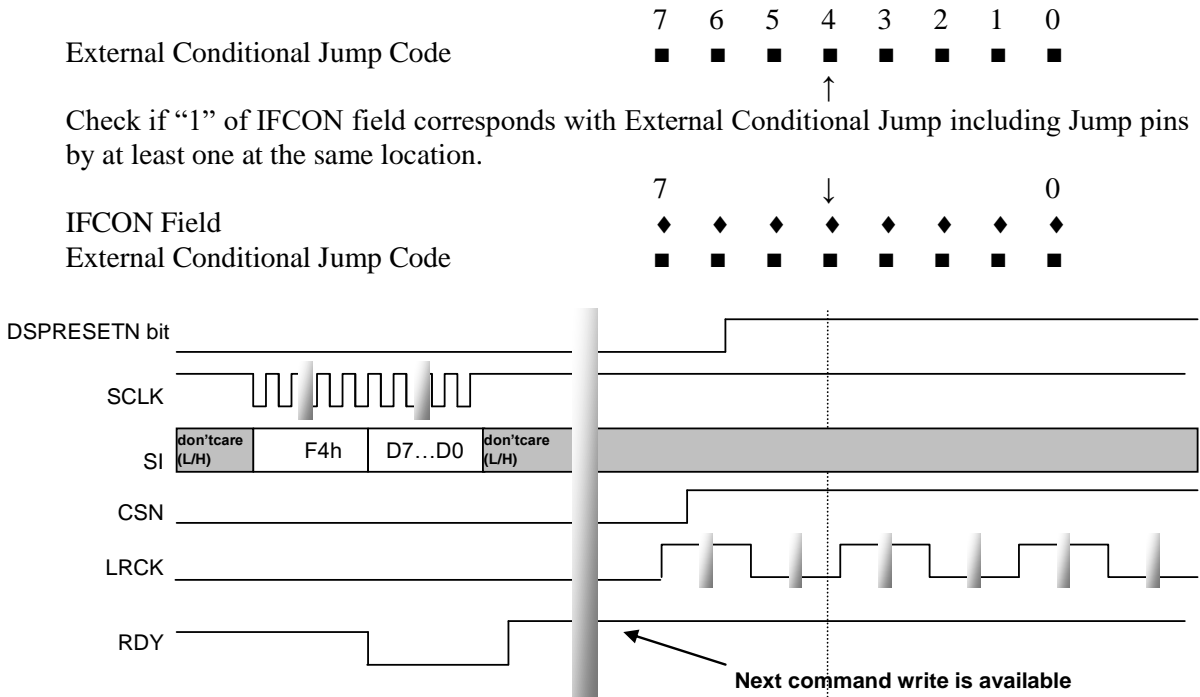 7 6 5 4 3 2 1 0
External Conditional Jump Code ■ ■ ■ ■ ■ ■ ■ ■
↑
Check if “1” of IFCON field corresponds with External Conditional Jump including Jump pins
by at least one at the same location.
7 ↓ 0
IFCON Field ♦ ♦ ♦ ♦ ♦ ♦ ♦ ♦
External Conditional Jump Code ■ ■ ■ ■ ■ ■ ■ ■
DSPRESETN bit
SCLK
SI don'tcare (L/H) F4h D7…D0 don'tcare (L/H)
CSN
LRCK
RDY
Next command write is available